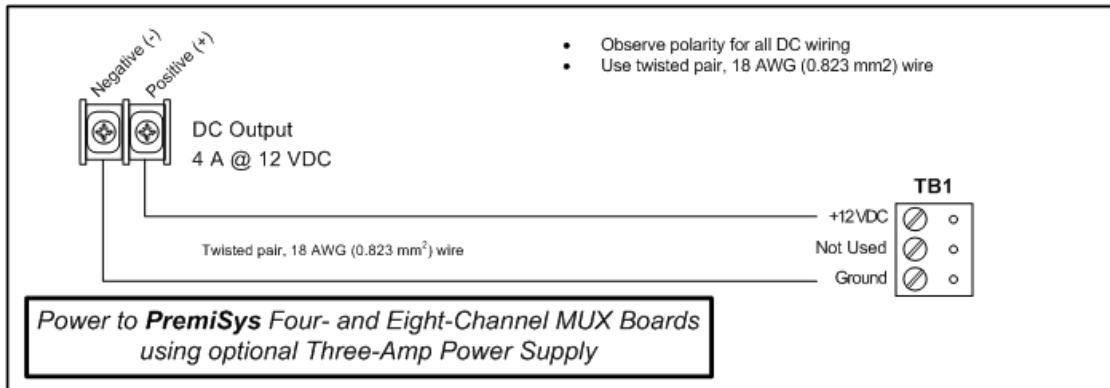 Negative (-)
Positive (+)
• Observe polarity for all DC wiring
• Use twisted pair, 18 AWG (0.823 mm2) wire
DC Output
4 A @ 12 VDC
TB1
+12VDC
Not Used
Ground
Twisted pair, 18 AWG (0.823 mm²) wire
Power to PremiSys Four- and Eight-Channel MUX Boards
using optional Three-Amp Power Supply